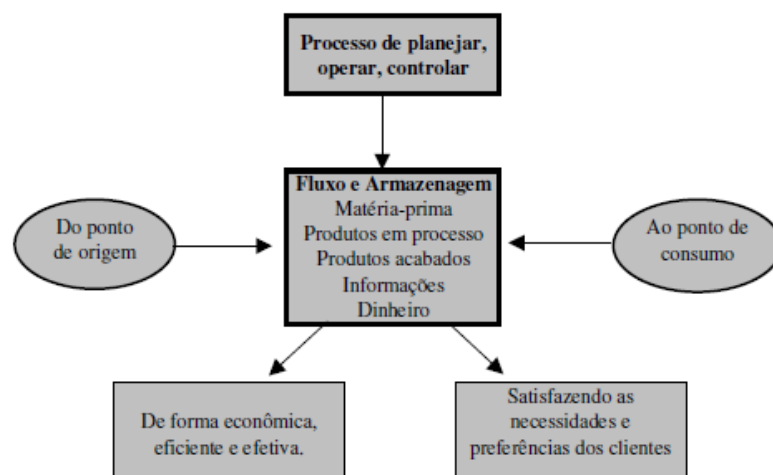 Processo de planejar,
operar, controlar
Fluxo e Armazenagem
Matéria-prima
Produtos em processo
Produtos acabados
Informações
Dinheiro
Do ponto
de origem
Ao ponto de
consumo
De forma econômica,
eficiente e efetiva.
Satisfazendo as
necessidades e
preferências dos clientes